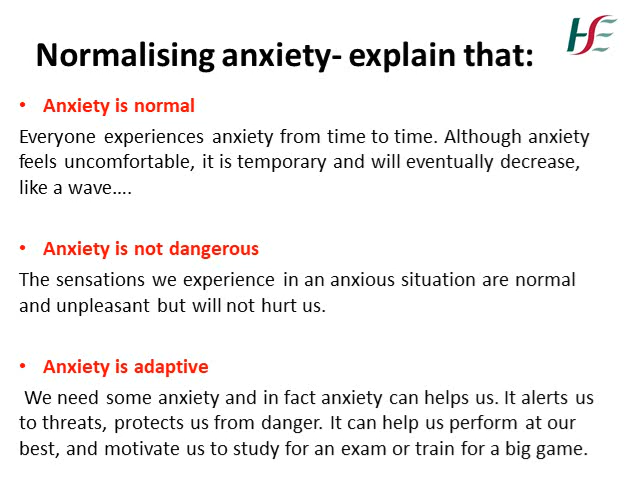 HSE
Normalising anxiety- explain that:
• Anxiety is normal
Everyone experiences anxiety from time to time. Although anxiety
feels uncomfortable, it is temporary and will eventually decrease,
like a wave....
• Anxiety is not dangerous
The sensations we experience in an anxious situation are normal
and unpleasant but will not hurt us.
• Anxiety is adaptive
We need some anxiety and in fact anxiety can helps us. It alerts us
to threats, protects us from danger. It can help us perform at our
best, and motivate us to study for an exam or train for a big game.